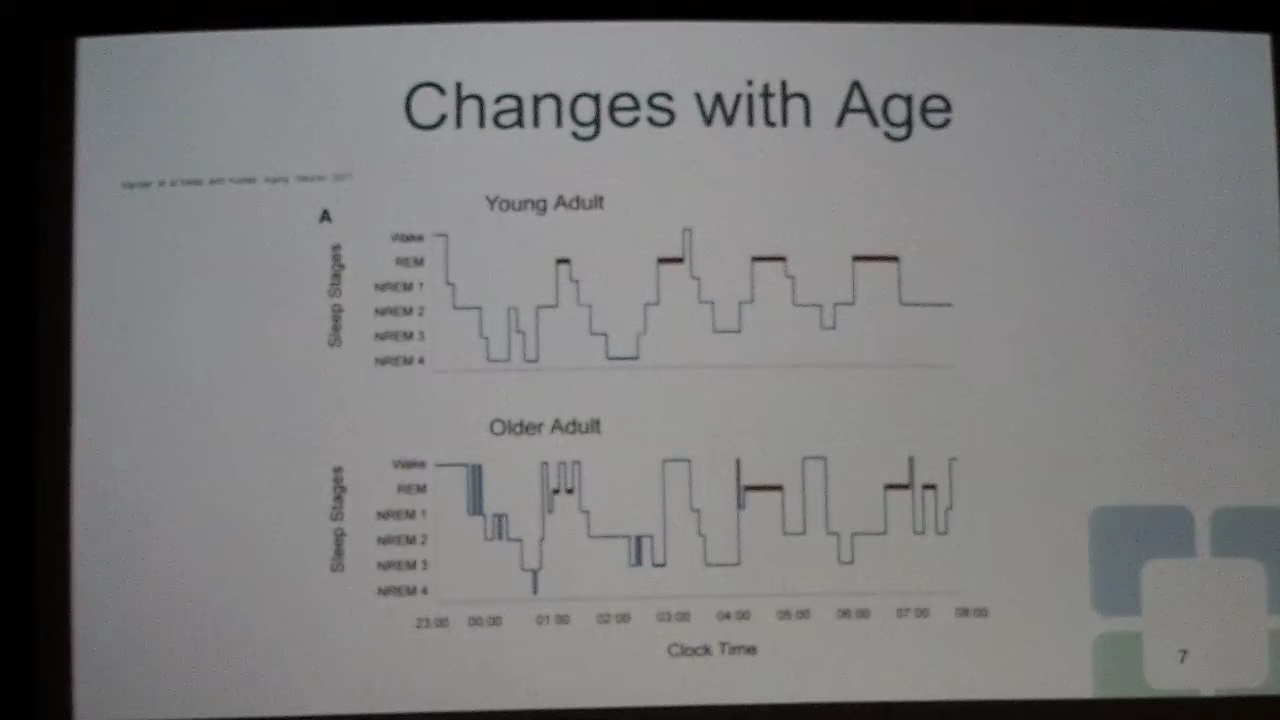 Changes with Age
A
Young Adult
Sleep Stages
Wake
REM
NREM 1
NREM 2
NREM 3
NREM 4
Older Adult
Sleep Stages
Wake
REM
NREM 1
NREM 2
NREM 3
NREM 4
23:00 00:00 01:00 02:00 03:00 04:00 05:00 06:00 07:00 08:00
Clock Time
7